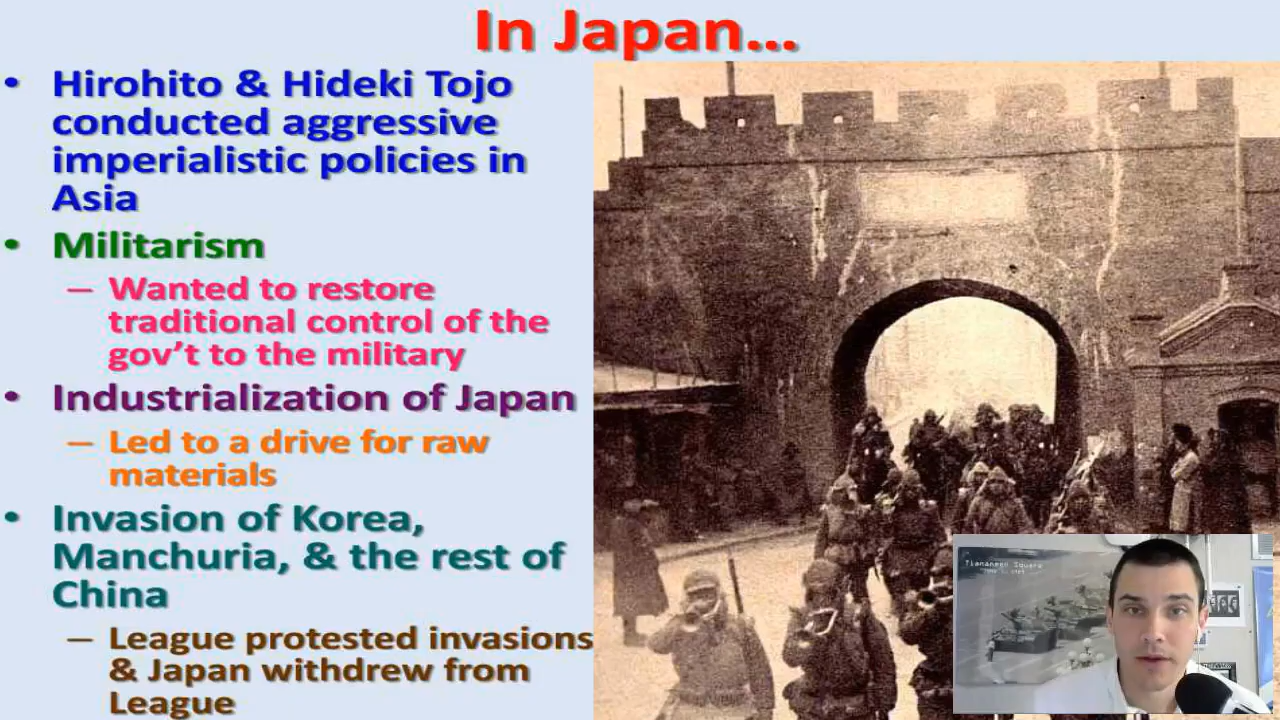 In Japan...
• Hirohito & Hideki Tojo
conducted aggressive
imperialistic policies in
Asia
• Militarism
– Wanted to restore
traditional control of the
gov't to the military
• Industrialization of Japan
– Led to a drive for raw
materials
• Invasion of Korea,
Manchuria, & the rest of
China
– League protested invasions
& Japan withdrew from
League
Tiananmen Square